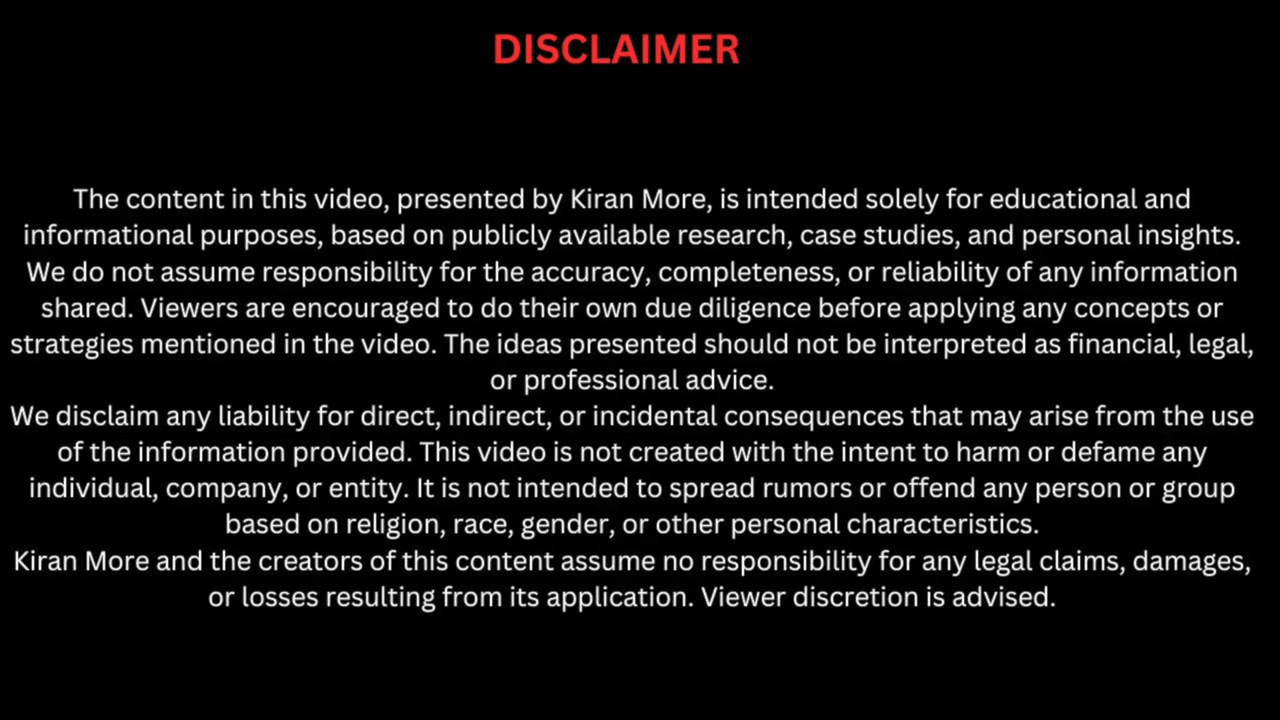 DISCLAIMER
The content in this video, presented by Kiran More, is intended solely for educational and
informational purposes, based on publicly available research, case studies, and personal insights.
We do not assume responsibility for the accuracy, completeness, or reliability of any information
shared. Viewers are encouraged to do their own due diligence before applying any concepts or
strategies mentioned in the video. The ideas presented should not be interpreted as financial, legal,
or professional advice.
We disclaim any liability for direct, indirect, or incidental consequences that may arise from the use
of the information provided. This video is not created with the intent to harm or defame any
individual, company, or entity. It is not intended to spread rumors or offend any person or group
based on religion, race, gender, or other personal characteristics.
Kiran More and the creators of this content assume no responsibility for any legal claims, damages,
or losses resulting from its application. Viewer discretion is advised.